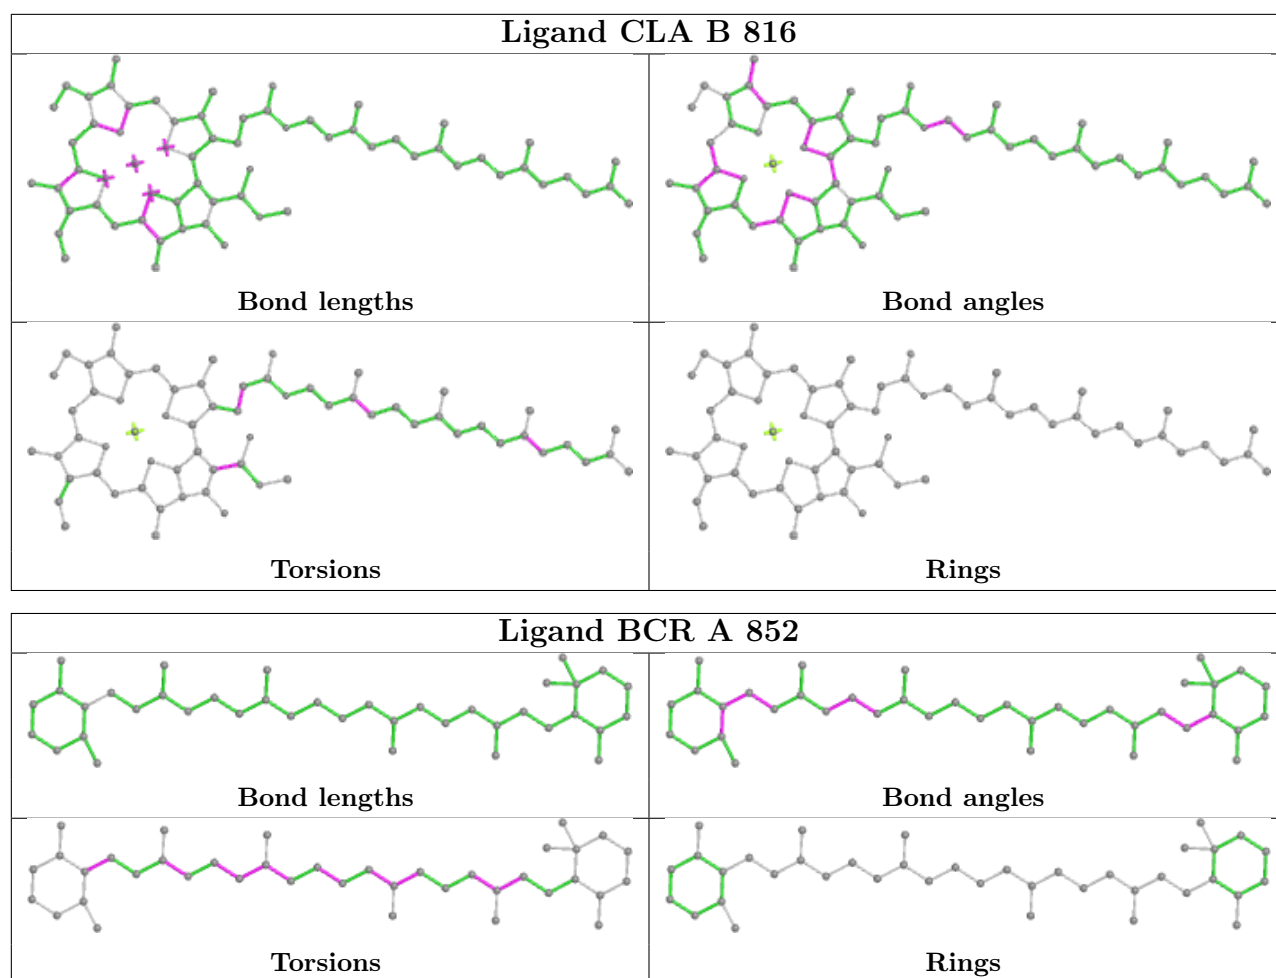 Ligand CLA B 816
Bond lengths
Bond angles
Torsions
Rings
Ligand BCR A 852
Bond lengths
Bond angles
Torsions
Rings